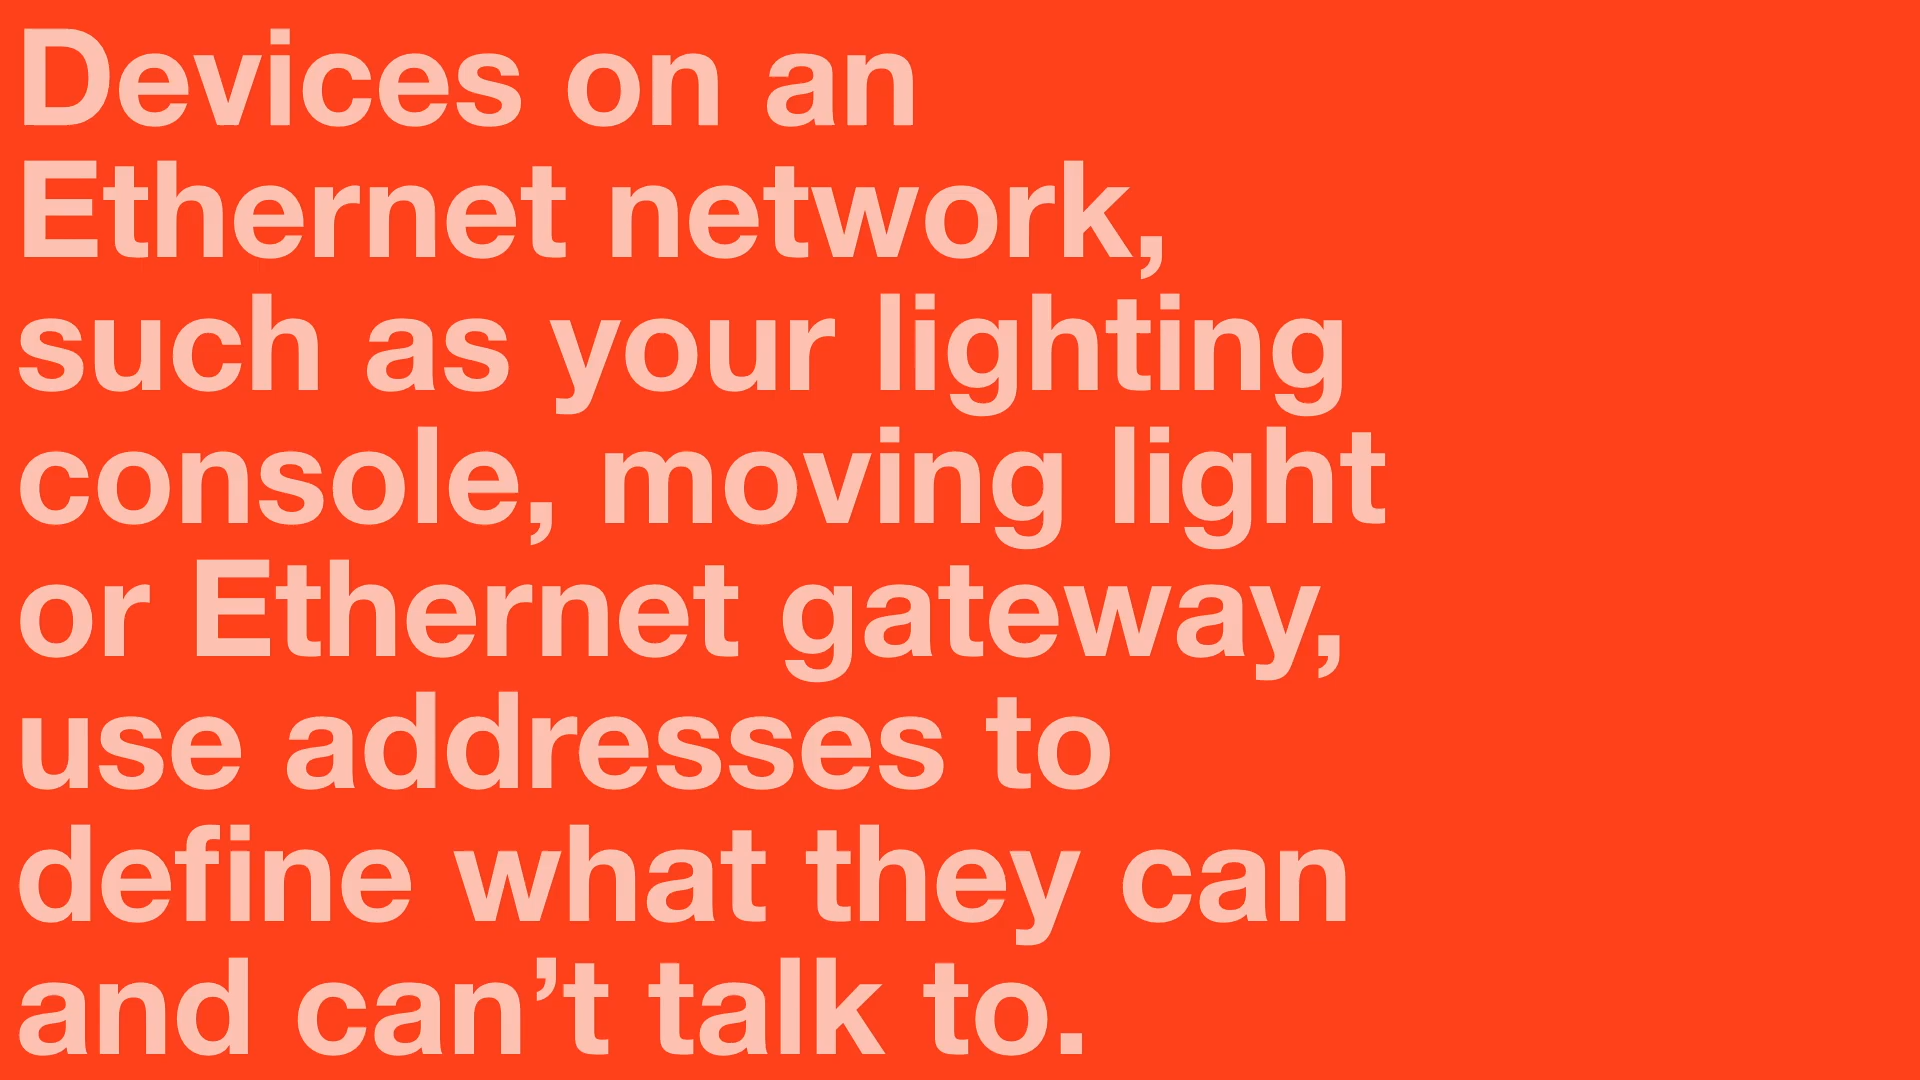 Devices on an
Ethernet network,
such as your lighting
console, moving light
or Ethernet gateway,
use addresses to
define what they can
and can’t talk to.